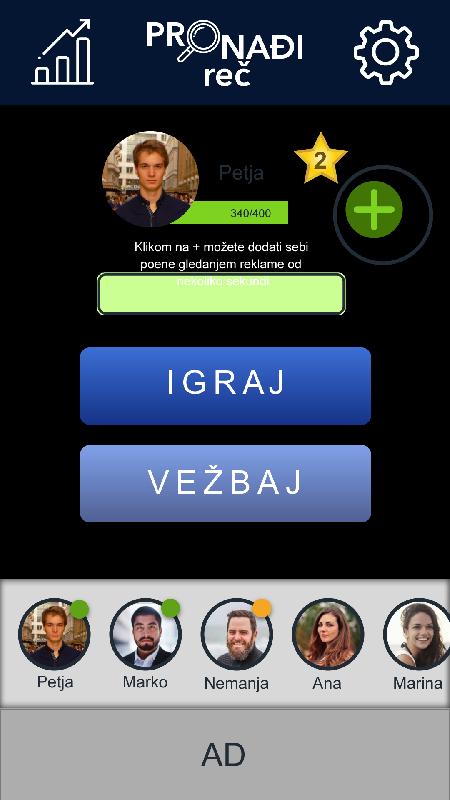 PRONAĐI
reč
Petja
2
340/400
Klikom na + možete dodati sebi
poene gledanjem reklame od
nekoliko sekundi
IGRAJ
VEŽBAJ
Petja
Marko
Nemanja
Ana
Marina
AD